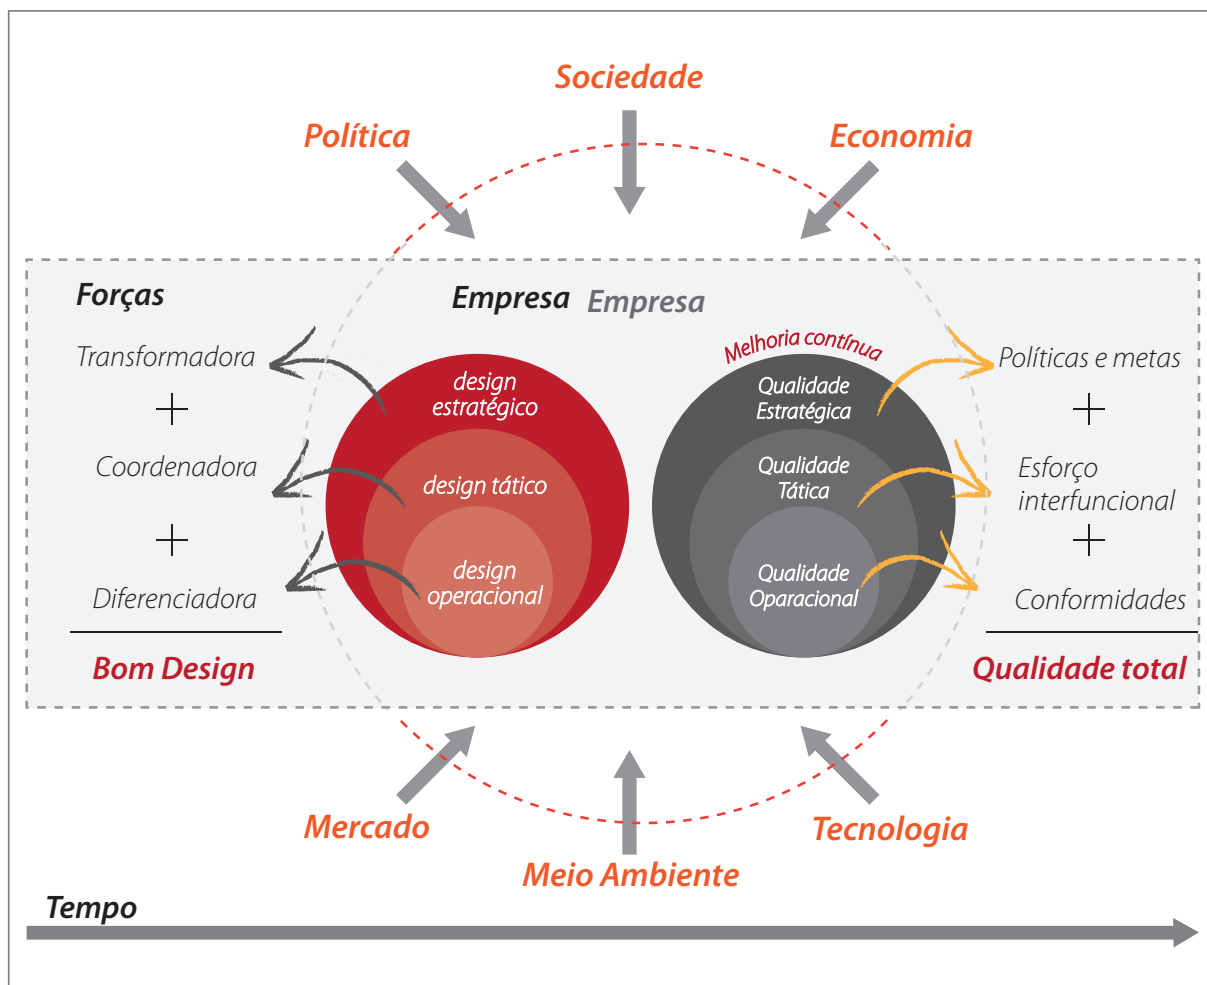 Sociedade
Política
Economia
Forças
Empresa Empresa
Transformadora
+
Coordenadora
+
Diferenciadora
Bom Design
design
estratégico
design tático
design
operacional
Melhoria contínua
Qualidade
Estratégica
Qualidade
Tática
Qualidade
Oparacional
Políticas e metas
+
Esforço
interfuncional
+
Conformidades
Qualidade total
Mercado
Meio Ambiente
Tecnologia
Tempo